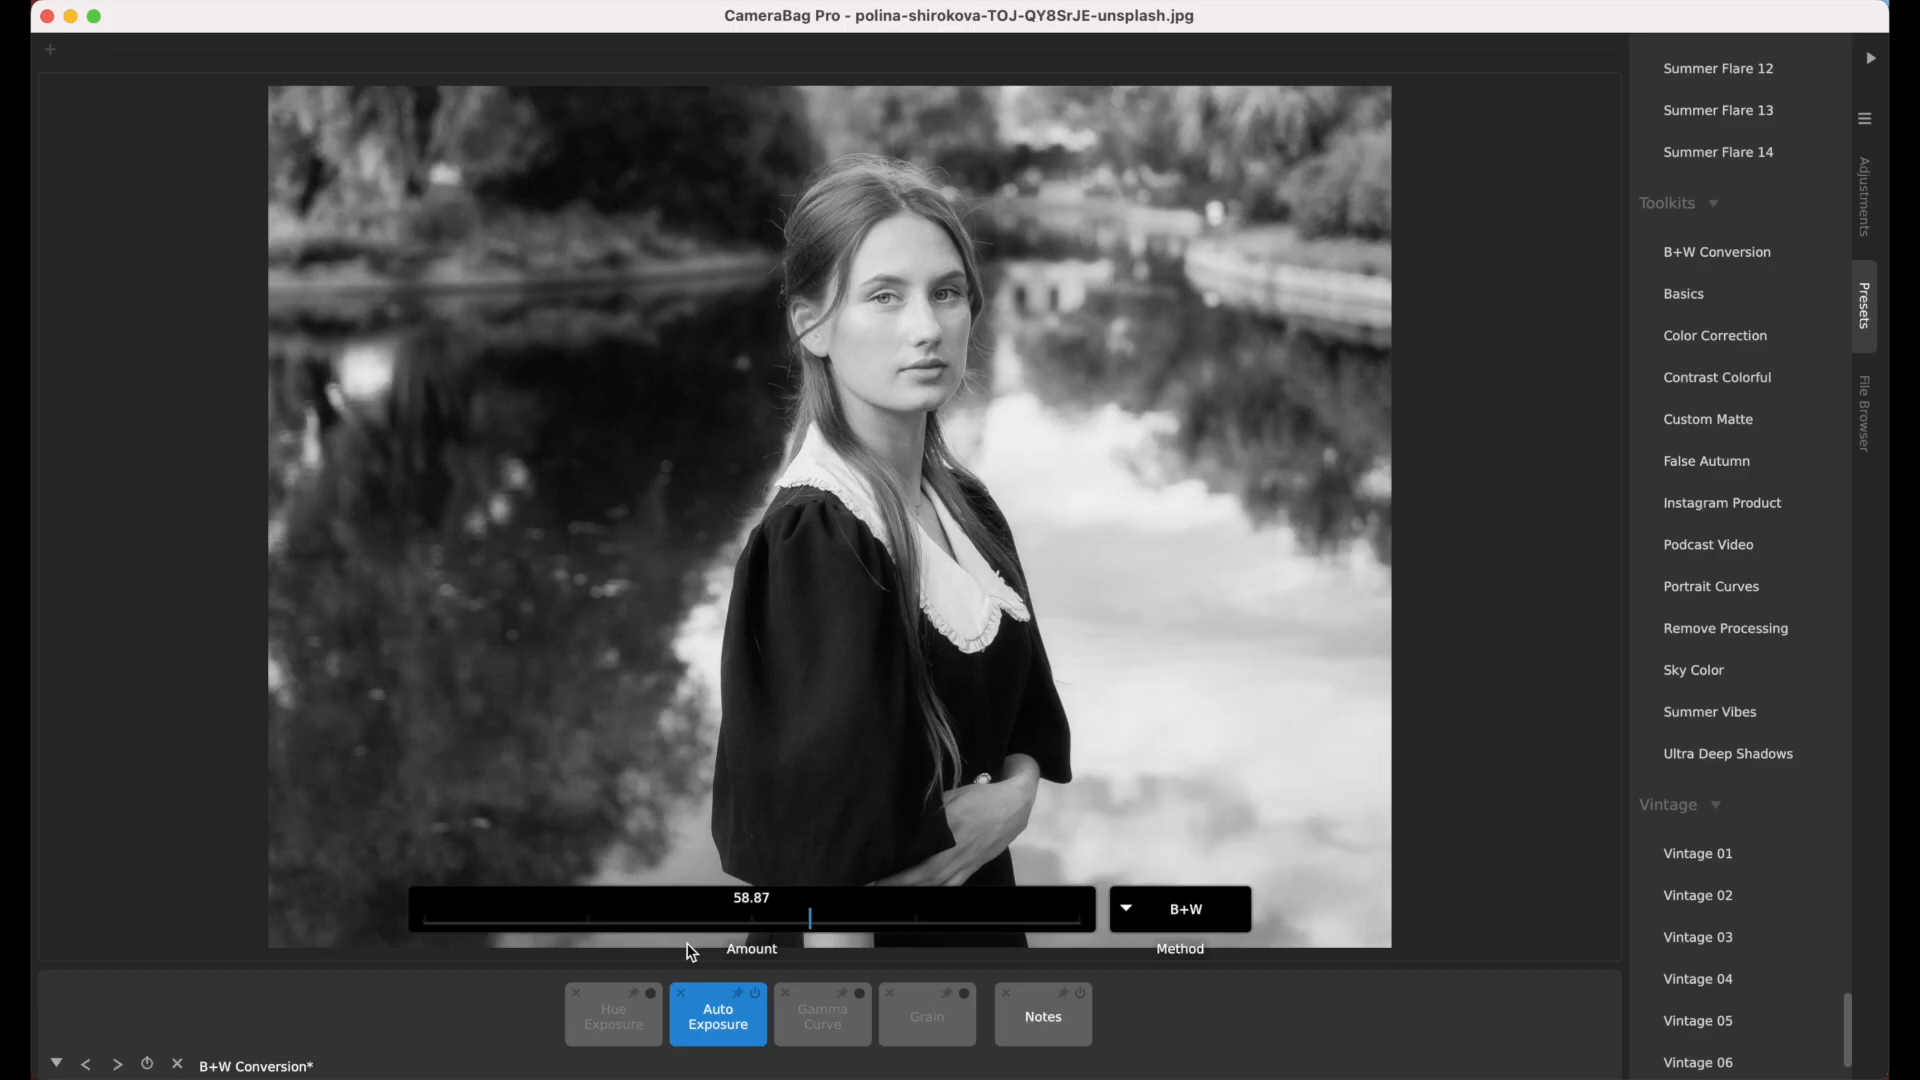 CameraBag Pro - polina-shirokova-TOJ-QY8SrJE-unsplash.jpg
Summer Flare 12
Summer Flare 13
Summer Flare 14
Toolkits
B+W Conversion
Basics
Color Correction
Contrast Colorful
Custom Matte
False Autumn
Instagram Product
Podcast Video
Portrait Curves
Remove Processing
Sky Color
Summer Vibes
Ultra Deep Shadows
Vintage
Vintage 01
Vintage 02
Vintage 03
Vintage 04
Vintage 05
Vintage 06
Adjustments
Presets
File Browser
58.87
B+W
Amount
Method
Hue
Exposure
Auto
Exposure
Gamma
Curve
Grain
Notes
B+W Conversion*